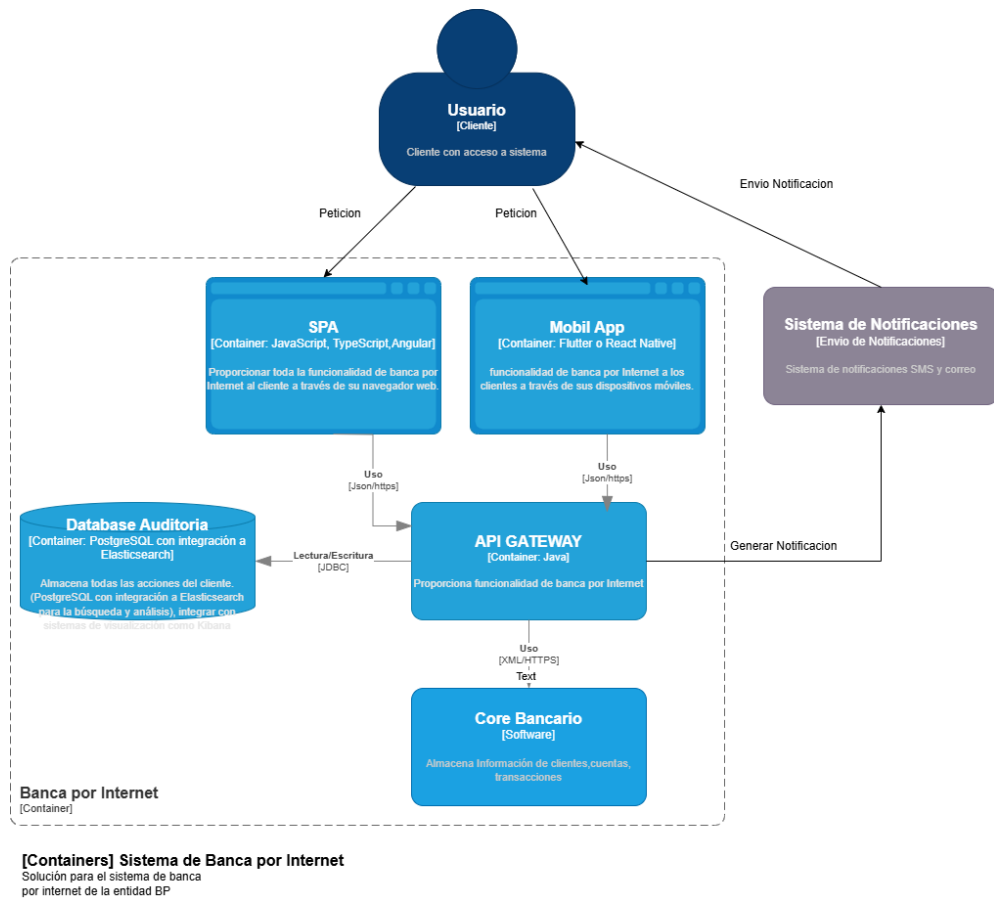 Usuario
[Cliente]
Cliente con acceso a sistema
Envio Notificacion
Peticion
Peticion
SPA
[Container: JavaScript, TypeScript,Angular]
Proporcionar toda la funcionalidad de banca por
Internet al cliente a través de su navegador web.
Mobil App
[Container: Flutter o React Native]
funcionalidad de banca por Internet a los
clientes a través de sus dispositivos móviles.
Sistema de Notificaciones
[Envio de Notificaciones]
Sistema de notificaciones SMS y correo
Uso
[Json/https]
Uso
[Json/https]
Database Auditoria
[Container: PostgreSQL con integración a
Elasticsearch]
Almacena todas las acciones del cliente.
(PostgreSQL con integración a Elasticsearch
para la búsqueda y análisis), integrar con
sistemas de visualización como Kibana
Lectura/Escritura
[JDBC]
API GATEWAY
[Container: Java]
Proporciona funcionalidad de banca por Internet
Generar Notificacion
Uso
[XML/HTTPS]
Text
Core Bancario
[Software]
Almacena Información de clientes,cuentas,
transacciones
Banca por Internet
[Container]
[Containers] Sistema de Banca por Internet
Solución para el sistema de banca
por internet de la entidad BP